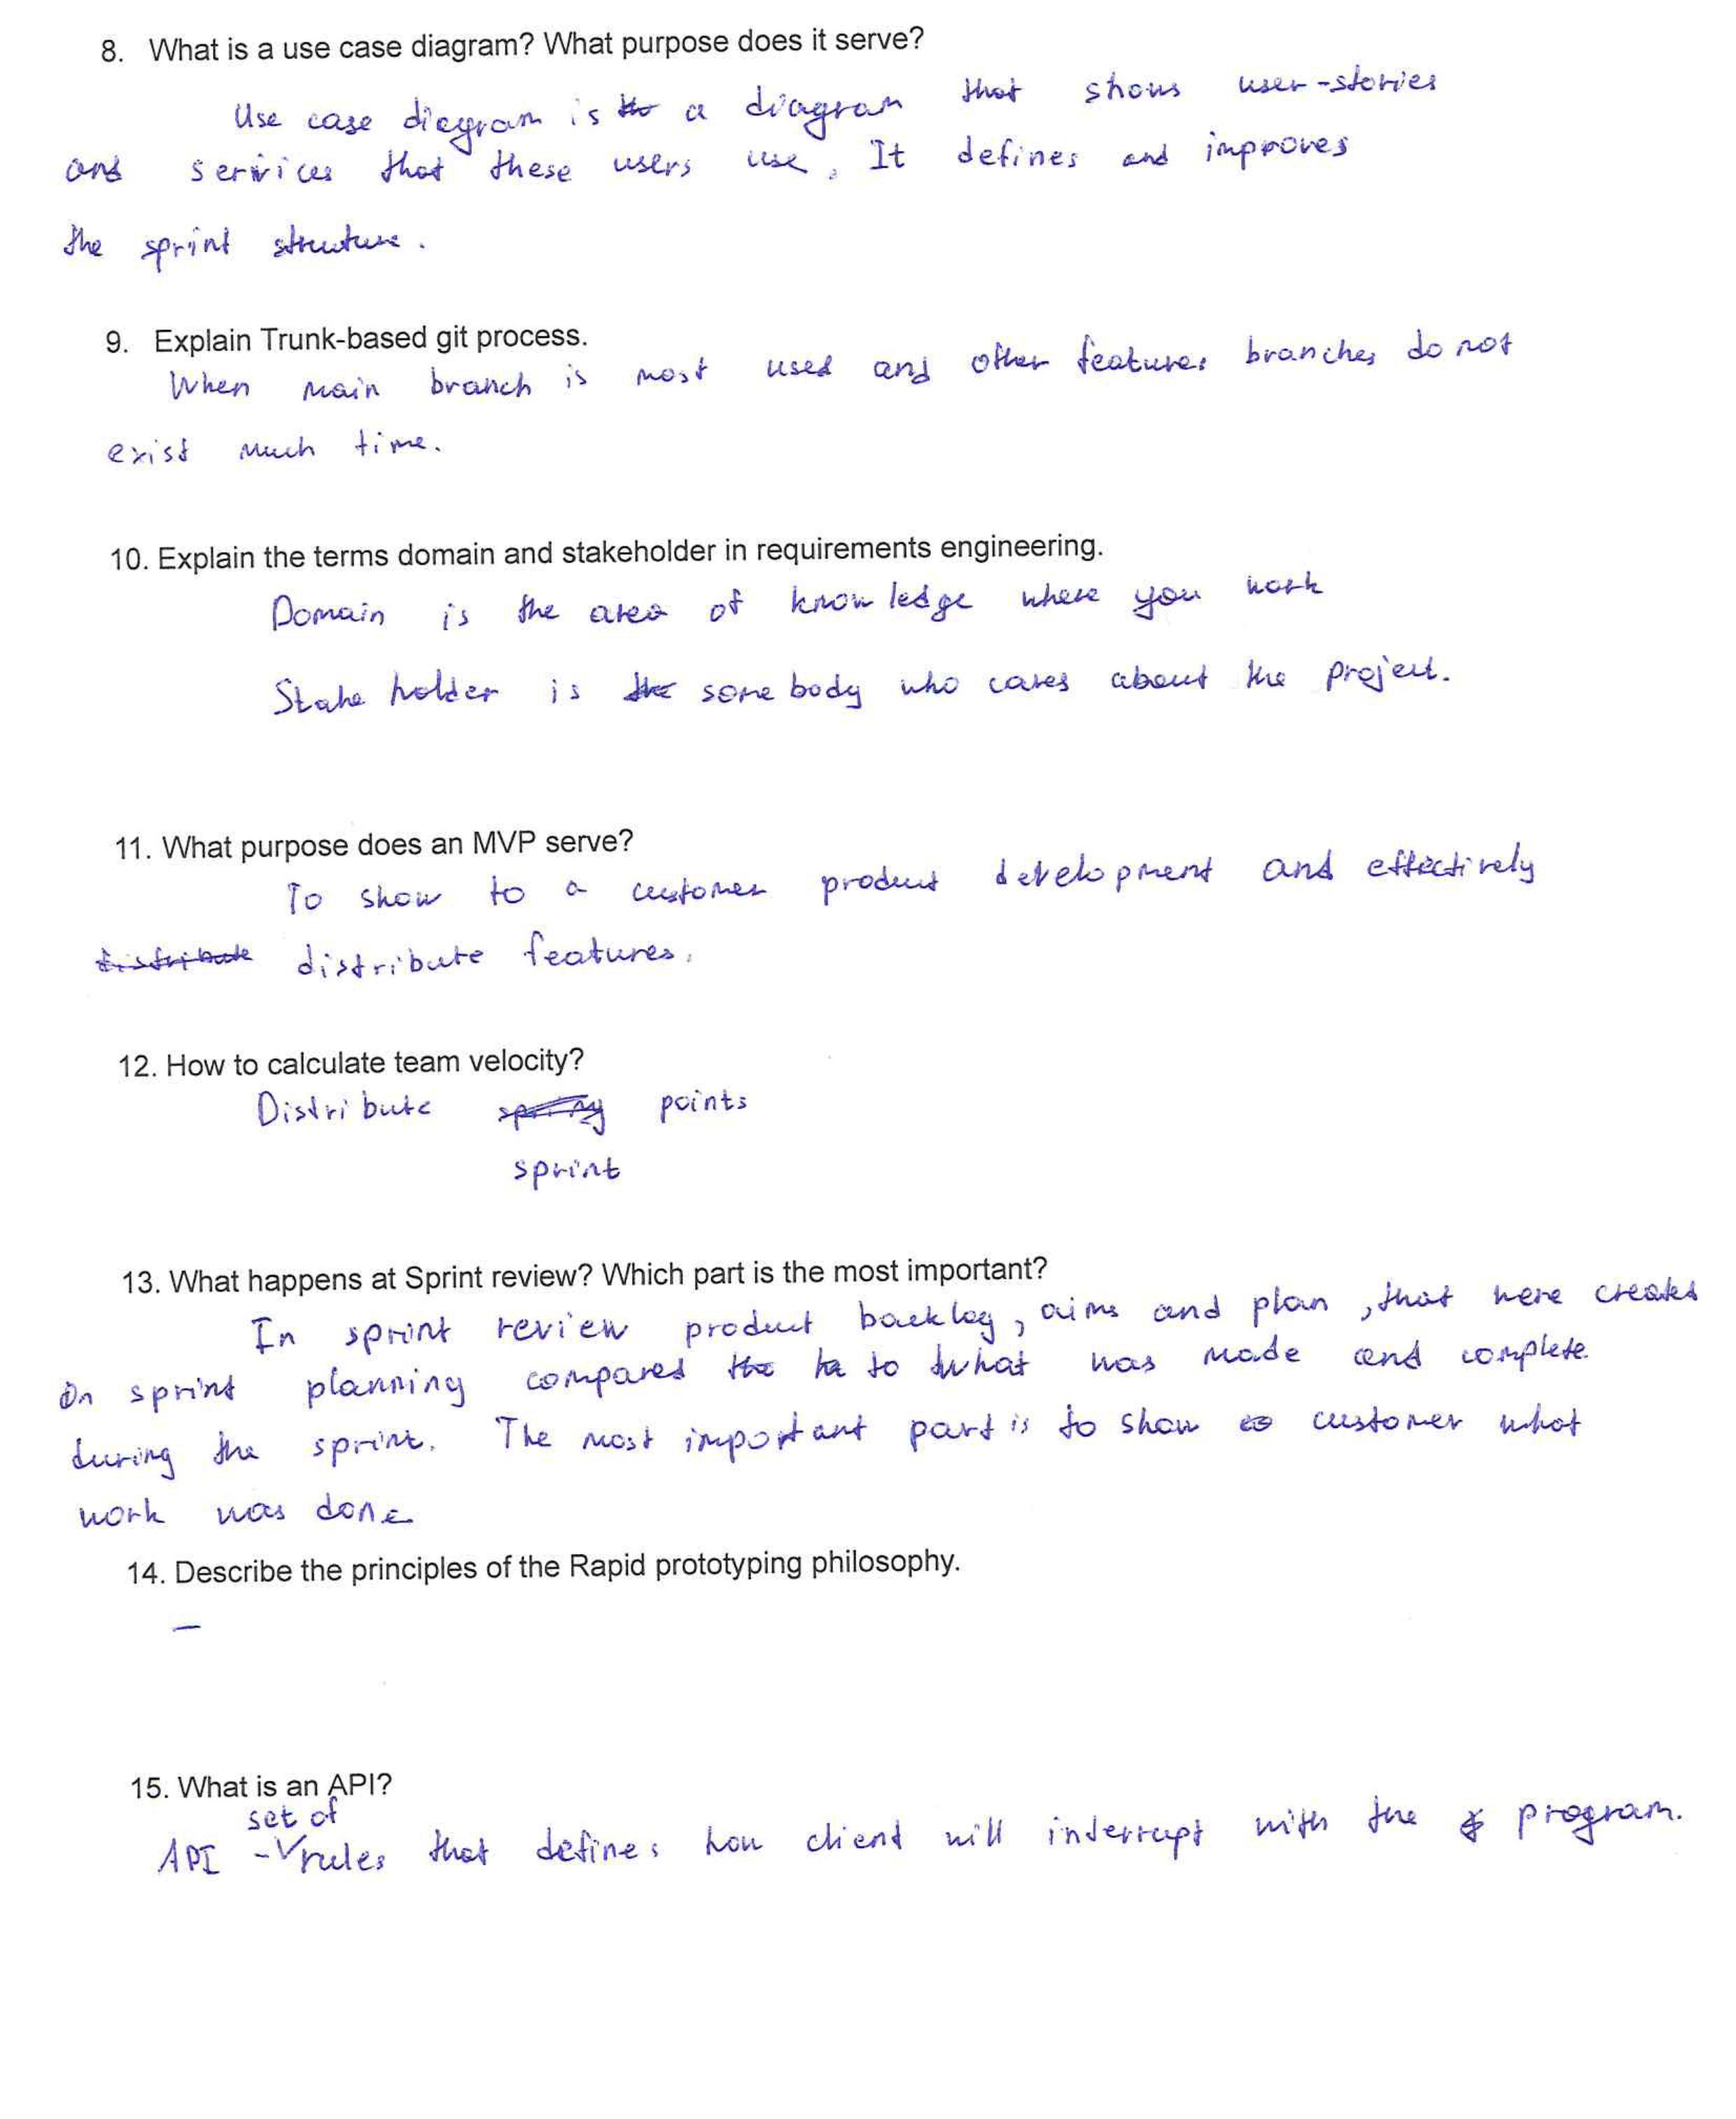 8. What is a use case diagram? What purpose does it serve?
Use case diagram is a diagram that shows user-stories
and serivices that these users use. It defines and improves
the sprint structure.
9. Explain Trunk-based git process.
When main branch is most used and other features branches do not
exist much time.
10. Explain the terms domain and stakeholder in requirements engineering.
Domain is the area of knowledge where you work
Stakeholder is somebody who cares about the project.
11. What purpose does an MVP serve?
To show to a customer product development and effectively
distribute features.
12. How to calculate team velocity?
Distribute points
sprint
13. What happens at Sprint review? Which part is the most important?
In sprint review product backlog, aims and plan, that were created
on sprint planning compared to what was made and complete
during the sprint. The most important part is to show customer what
work was done
14. Describe the principles of the Rapid prototyping philosophy.
–
15. What is an API?
set of
API - rules that defines how client will interrupt with the program.